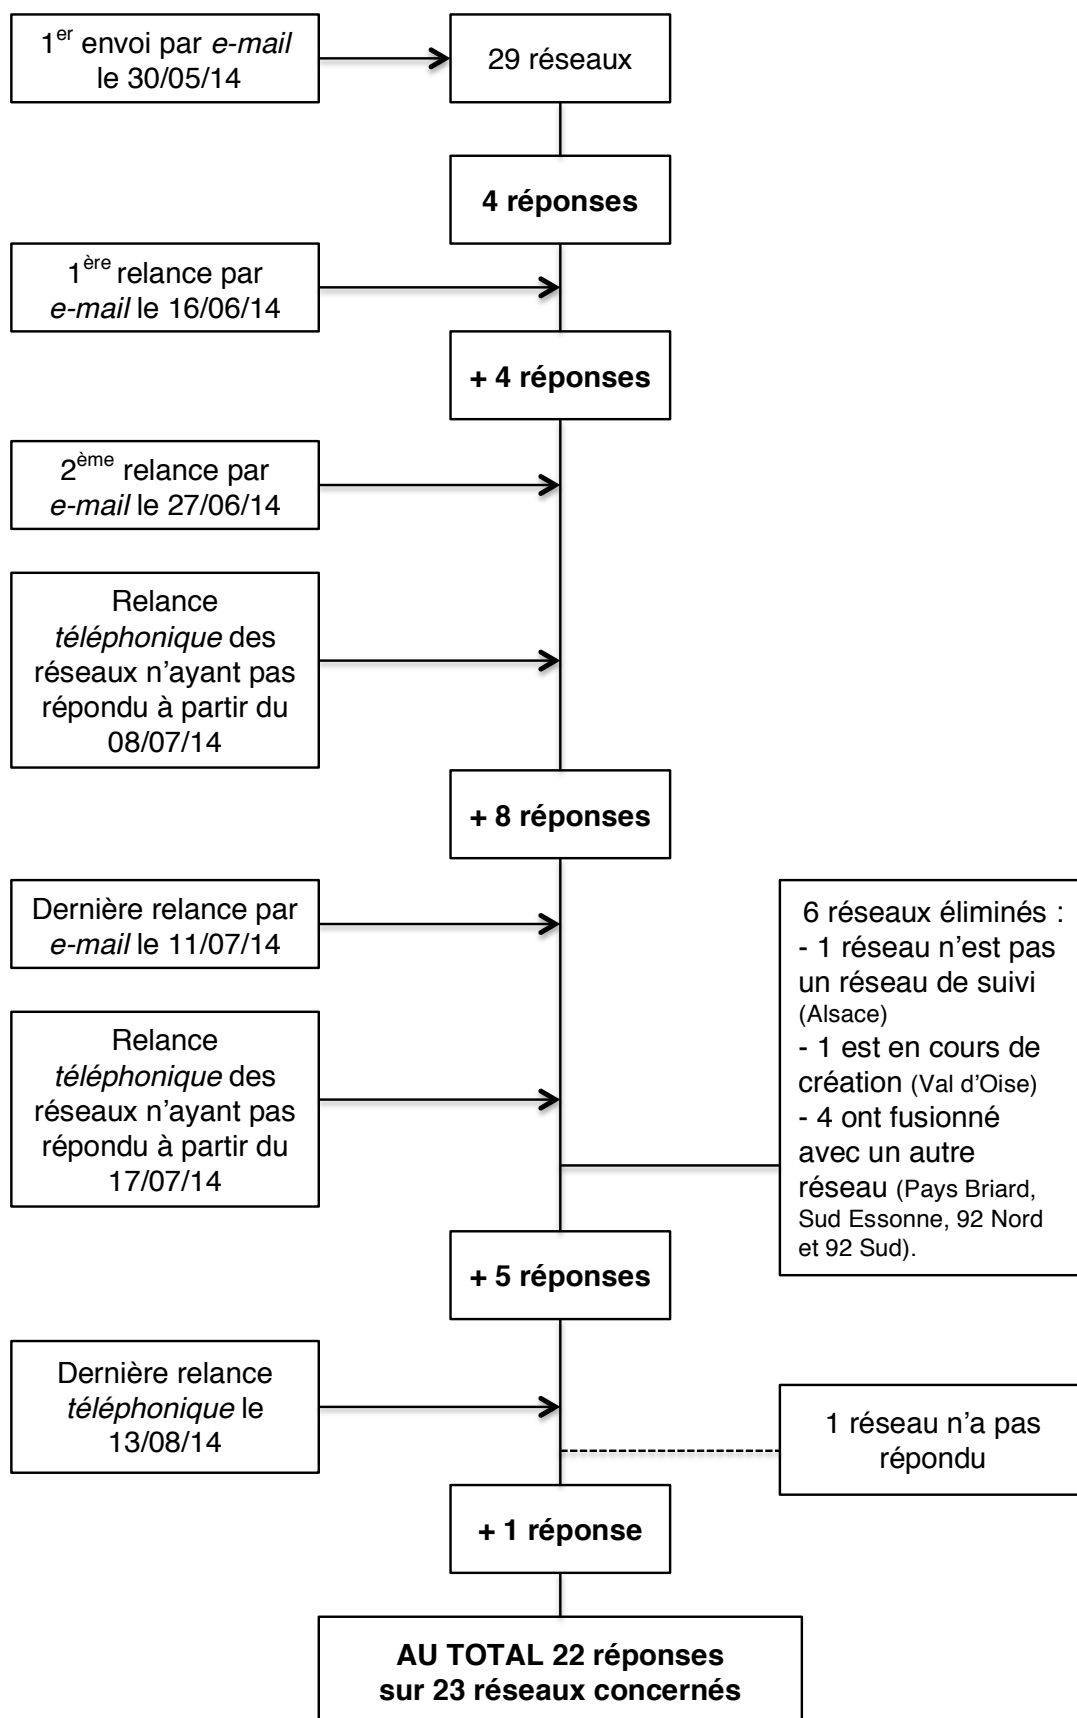 1er envoi par e-mail
le 30/05/14
29 réseaux
4 réponses
1ère relance par
e-mail le 16/06/14
+ 4 réponses
2ème relance par
e-mail le 27/06/14
Relance
téléphonique des
réseaux n'ayant pas
répondu à partir du
08/07/14
+ 8 réponses
Dernière relance par
e-mail le 11/07/14
6 réseaux éliminés :
- 1 réseau n'est pas
un réseau de suivi
(Alsace)
- 1 est en cours de
création (Val d'Oise)
- 4 ont fusionné
avec un autre
réseau (Pays Briard,
Sud Essonne, 92 Nord
et 92 Sud).
Relance
téléphonique des
réseaux n'ayant pas
répondu à partir du
17/07/14
+ 5 réponses
Dernière relance
téléphonique le
13/08/14
1 réseau n'a pas
répondu
+ 1 réponse
AU TOTAL 22 réponses
sur 23 réseaux concernés